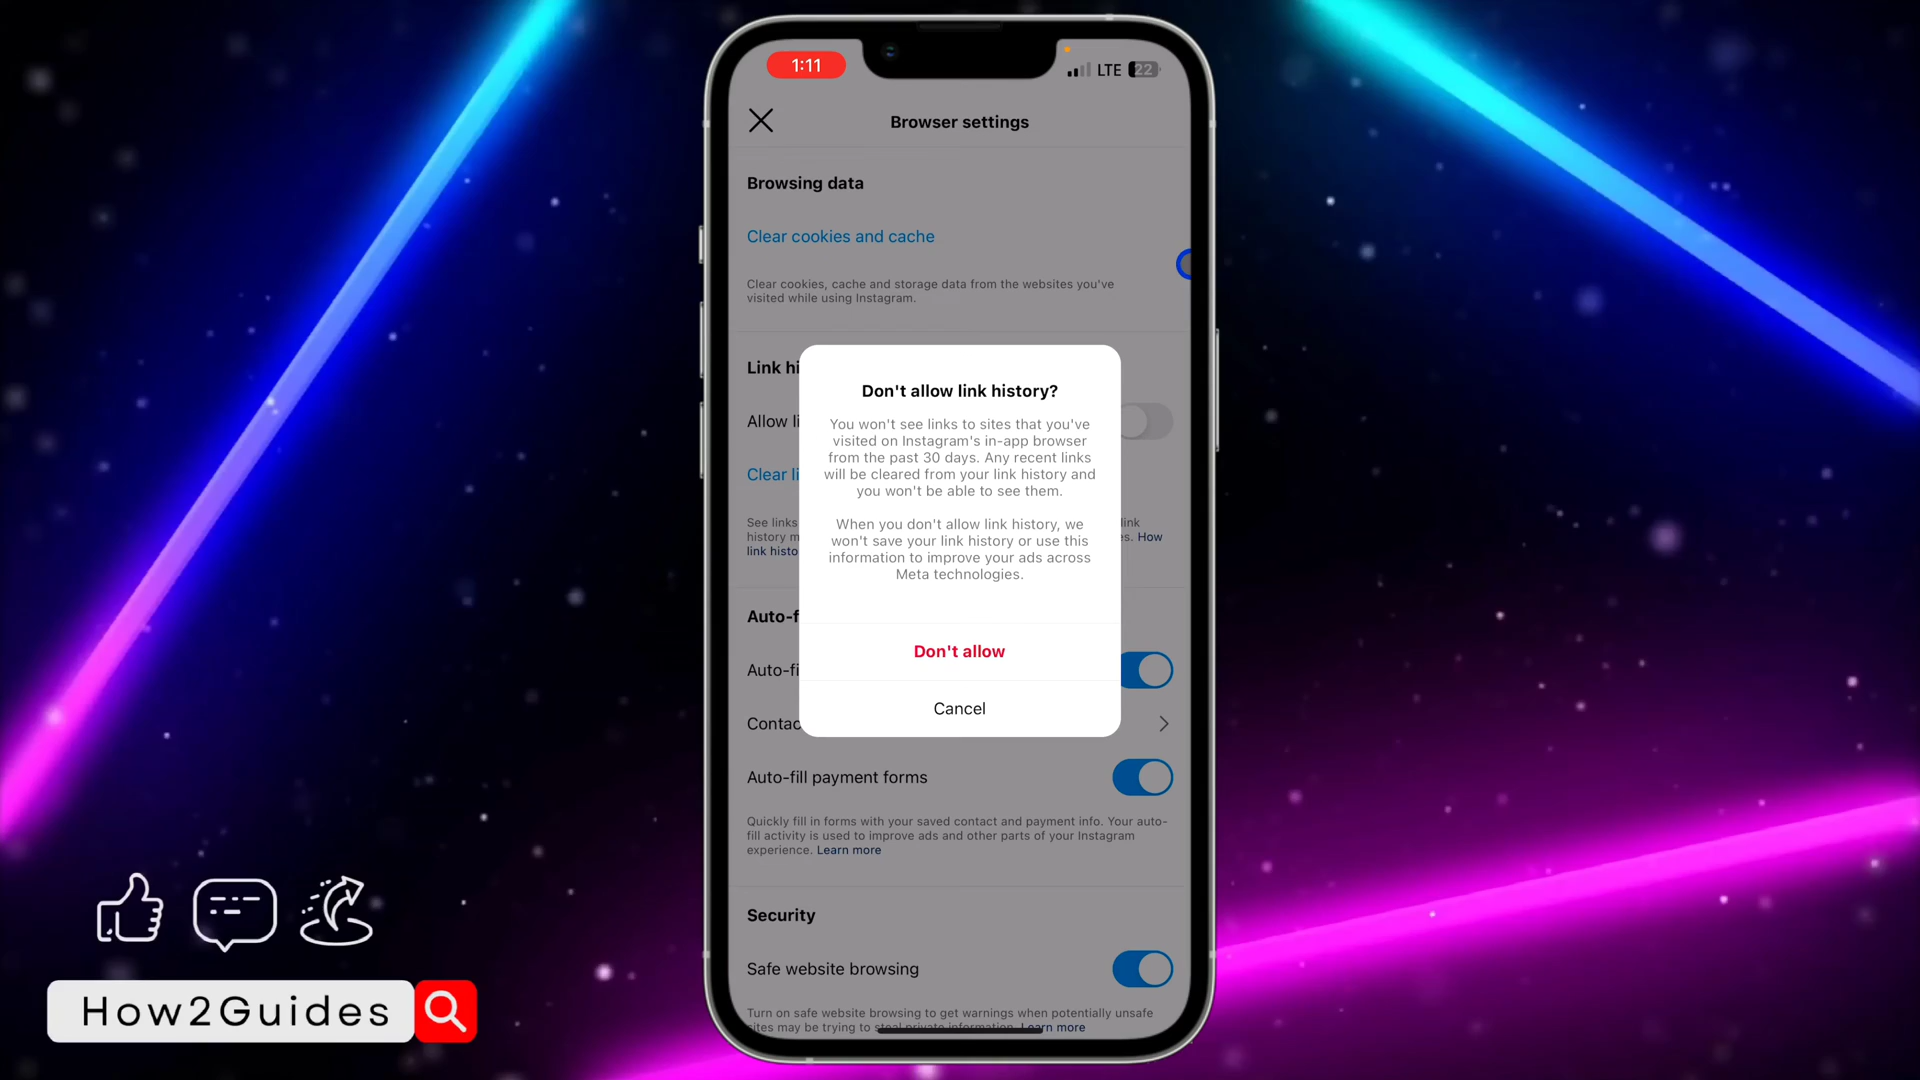 1:11
LTE 22
Browser settings
Browsing data
Clear cookies and cache
Clear cookies, cache and storage data from the websites you've
visited while using Instagram.
Link hi
Allow li
Clear li
See links
link
history m
s. How
link histo
Don't allow link history?
You won't see links to sites that you've
visited on Instagram's in-app browser
from the past 30 days. Any recent links
will be cleared from your link history and
you won't be able to see them.
When you don't allow link history, we
won't save your link history or use this
information to improve your ads across
Meta technologies.
Don't allow
Cancel
Auto-f
Auto-fi
Contac
Auto-fill payment forms
Quickly fill in forms with your saved contact and payment info. Your auto-
fill activity is used to improve ads and other parts of your Instagram
experience. Learn more
Security
Safe website browsing
Turn on safe website browsing to get warnings when potentially unsafe
sites may be trying to steal private information. Learn more
How2Guides